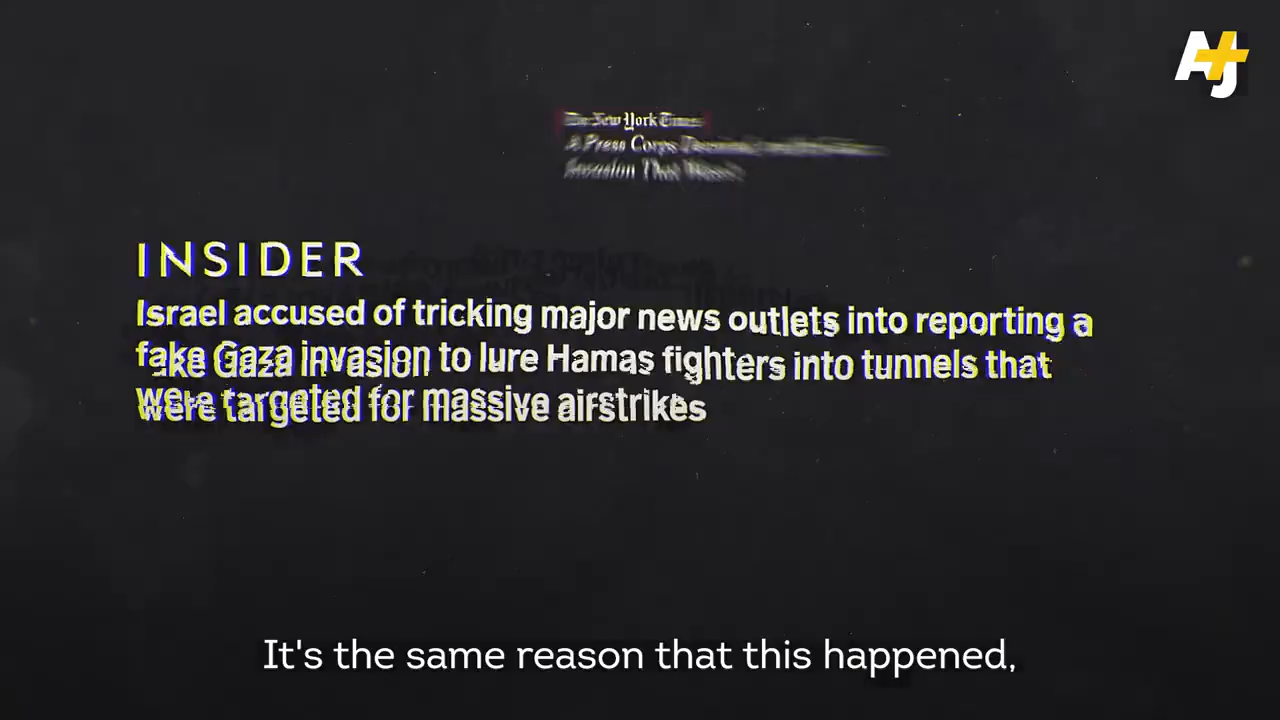 AJ+
The New York Times
A Press Corps
Invasion That Wasn't
INSIDER
Israel accused of tricking major news outlets into reporting a
fake Gaza invasion to lure Hamas fighters into tunnels that
were targeted for massive airstrikes
It's the same reason that this happened,